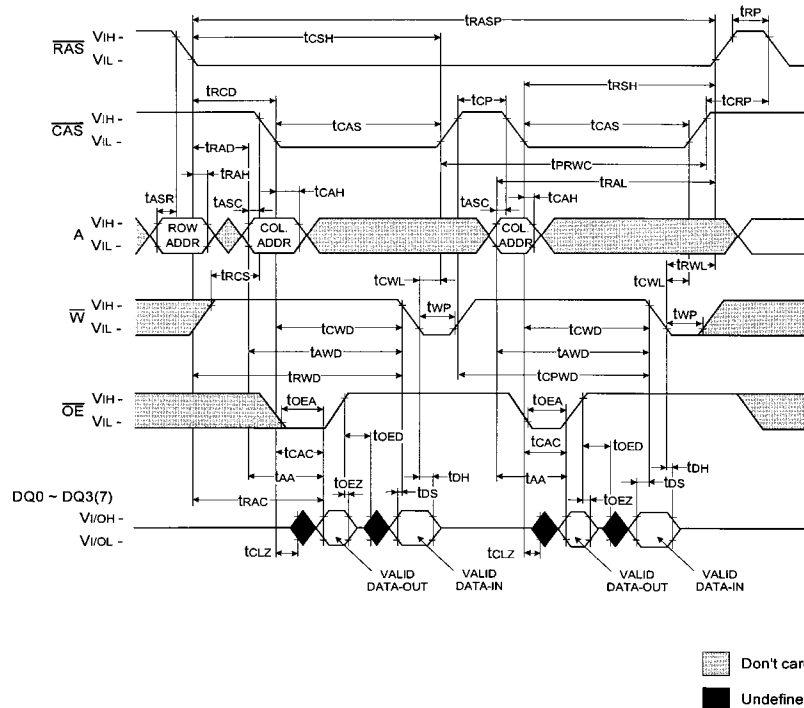 tRASP
tRP
VIH -
RAS
VIL -
tCSH
tRSH
tRCD
tCP
tCRP
VIH -
CAS
VIL -
tCAS
tCAS
tRAD
tPRWC
tRAH
tRAL
tASR
tASC
tCAH
tASC
tCAH
VIH -
A
VIL -
ROW ADDR
COL. ADDR
COL. ADDR
tRCS
tCWL
tRWL
tCWL
VIH -
W
VIL -
tWP
tWP
tCWD
tCWD
tAWD
tAWD
tRWD
tCPWD
VIH -
OE
VIL -
tOEA
tOEA
tOED
tOED
tCAC
tCAC
tAA
tOEZ
tDH
tAA
tOEZ
tDH
tRAC
tDS
tDS
DQ0 ~ DQ3(7)
VI/OH -
VI/OL -
tCLZ
tCLZ
VALID DATA-OUT
VALID DATA-IN
VALID DATA-OUT
VALID DATA-IN
Don't car
Undefine